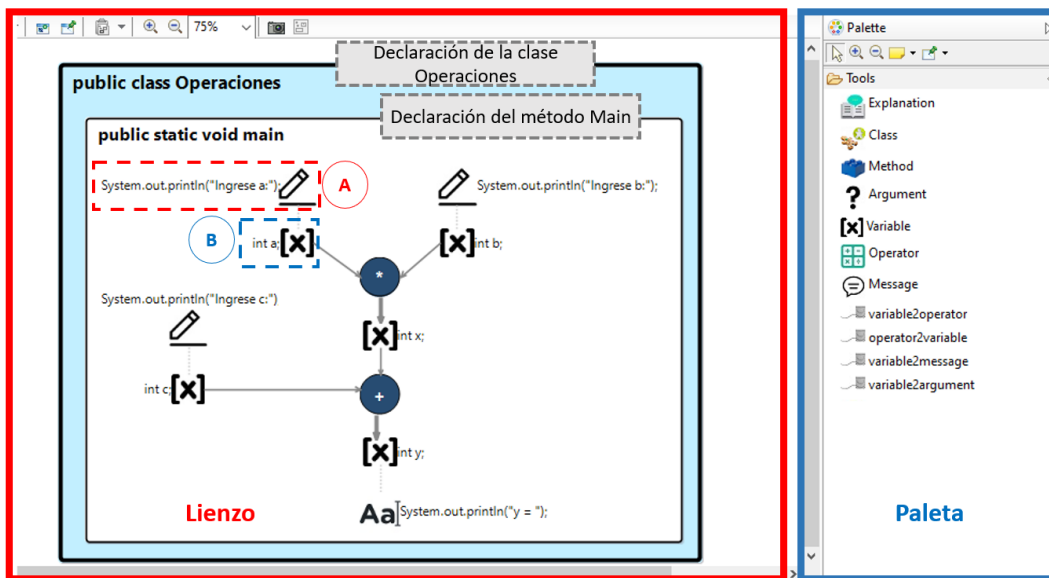 75%
Declaración de la clase
Operaciones
public class Operaciones
Declaración del método Main
public static void main
System.out.println("Ingrese a:");
A
System.out.println("Ingrese b:");
B
int a;
[x]
[x]
int b;
*
System.out.println("Ingrese c:")
[x]
int x;
int c;
[x]
+
[x]
int y;
Lienzo
Aa
System.out.println("y = ");
Palette
Tools
Explanation
Class
Method
Argument
[x] Variable
Operator
Message
variable2operator
operator2variable
variable2message
variable2argument
Paleta